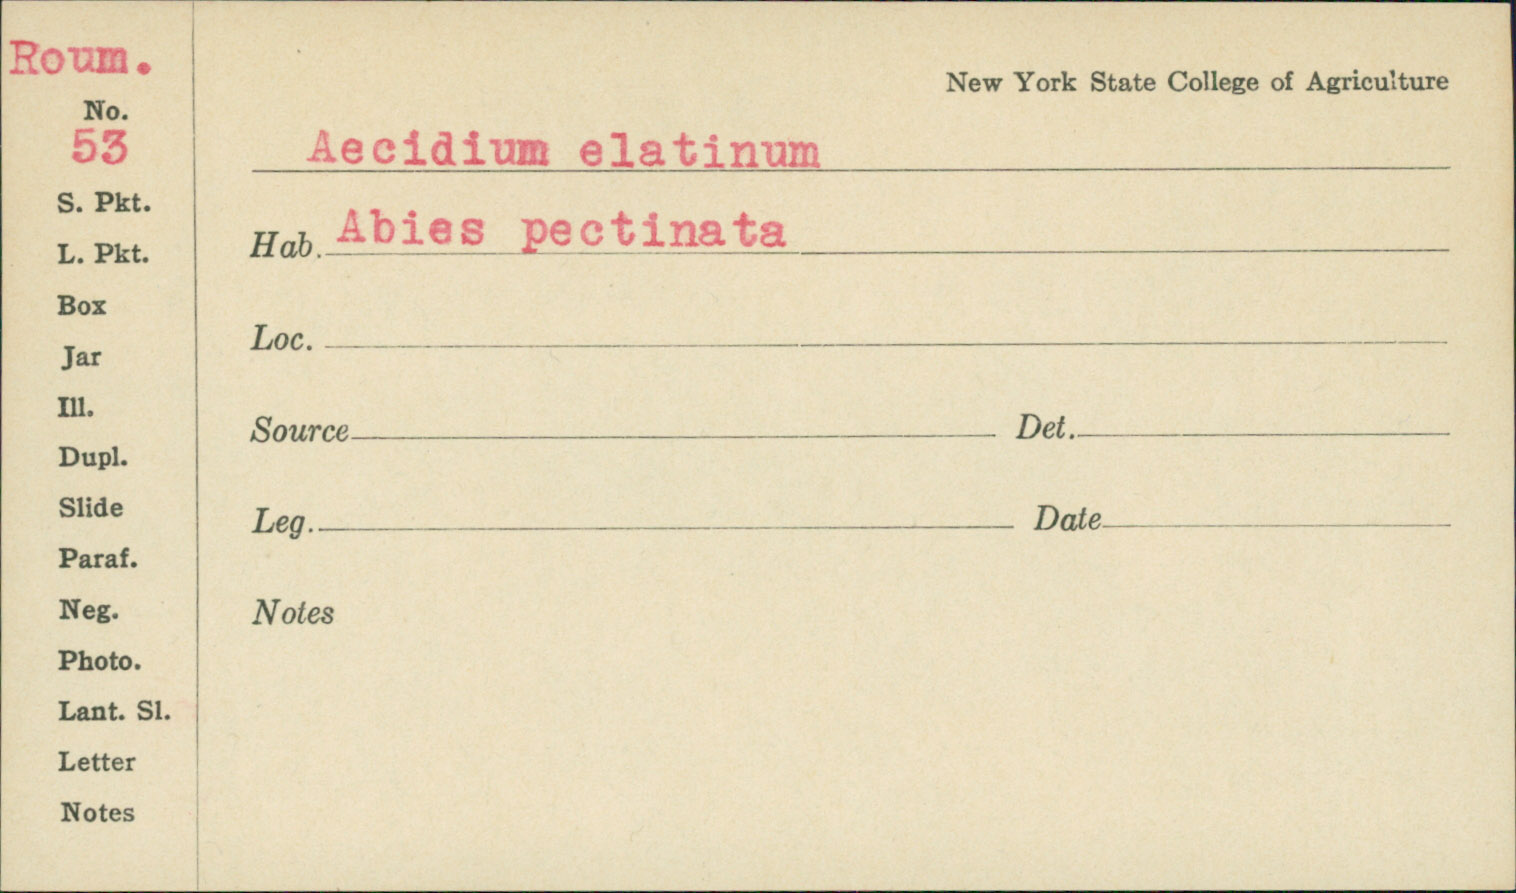 Roum.
No.
53
S. Pkt.
L. Pkt.
Box
Jar
Ill.
Dupl.
Slide
Paraf.
Neg.
Photo.
Lant. Sl.
Letter
Notes
New York State College of Agriculture
Aecidium elatinum
Hab. Abies pectinata
Loc.
Source Det.
Leg. Date
Notes